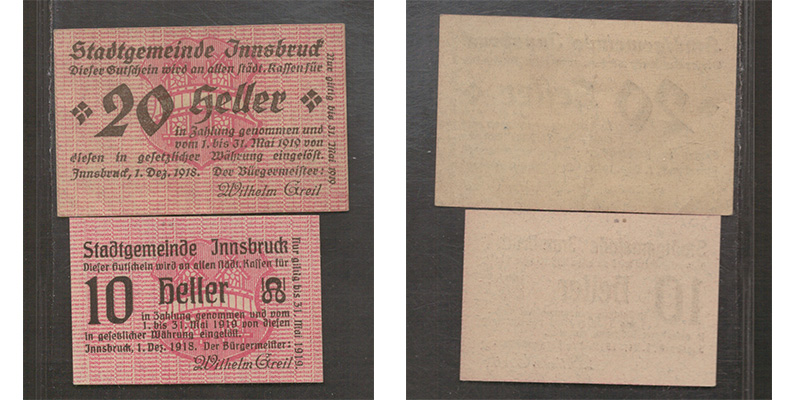 Stadtgemeinde Innsbruck
Dieser Gutschein wird an allen städt. Kassen für
20 Heller
in Zahlung genommen und
vom 1. bis 31. Mai 1919 von
diesen in gesetzlicher Währung eingelöst.
Innsbruck, 1. Dez. 1918. Der Bürgermeister:
Wilhelm Greil
Nur giltig bis 31. Mai 1919
Stadtgemeinde Innsbruck
Dieser Gutschein wird an allen städt. Kassen für
10 Heller
in Zahlung genommen und vom
1. bis 31. Mai 1919 von diesen
in gesetzlicher Währung eingelöst.
Innsbruck, 1. Dez. 1918. Der Bürgermeister:
Wilhelm Greil
Nur giltig bis 31. Mai 1919